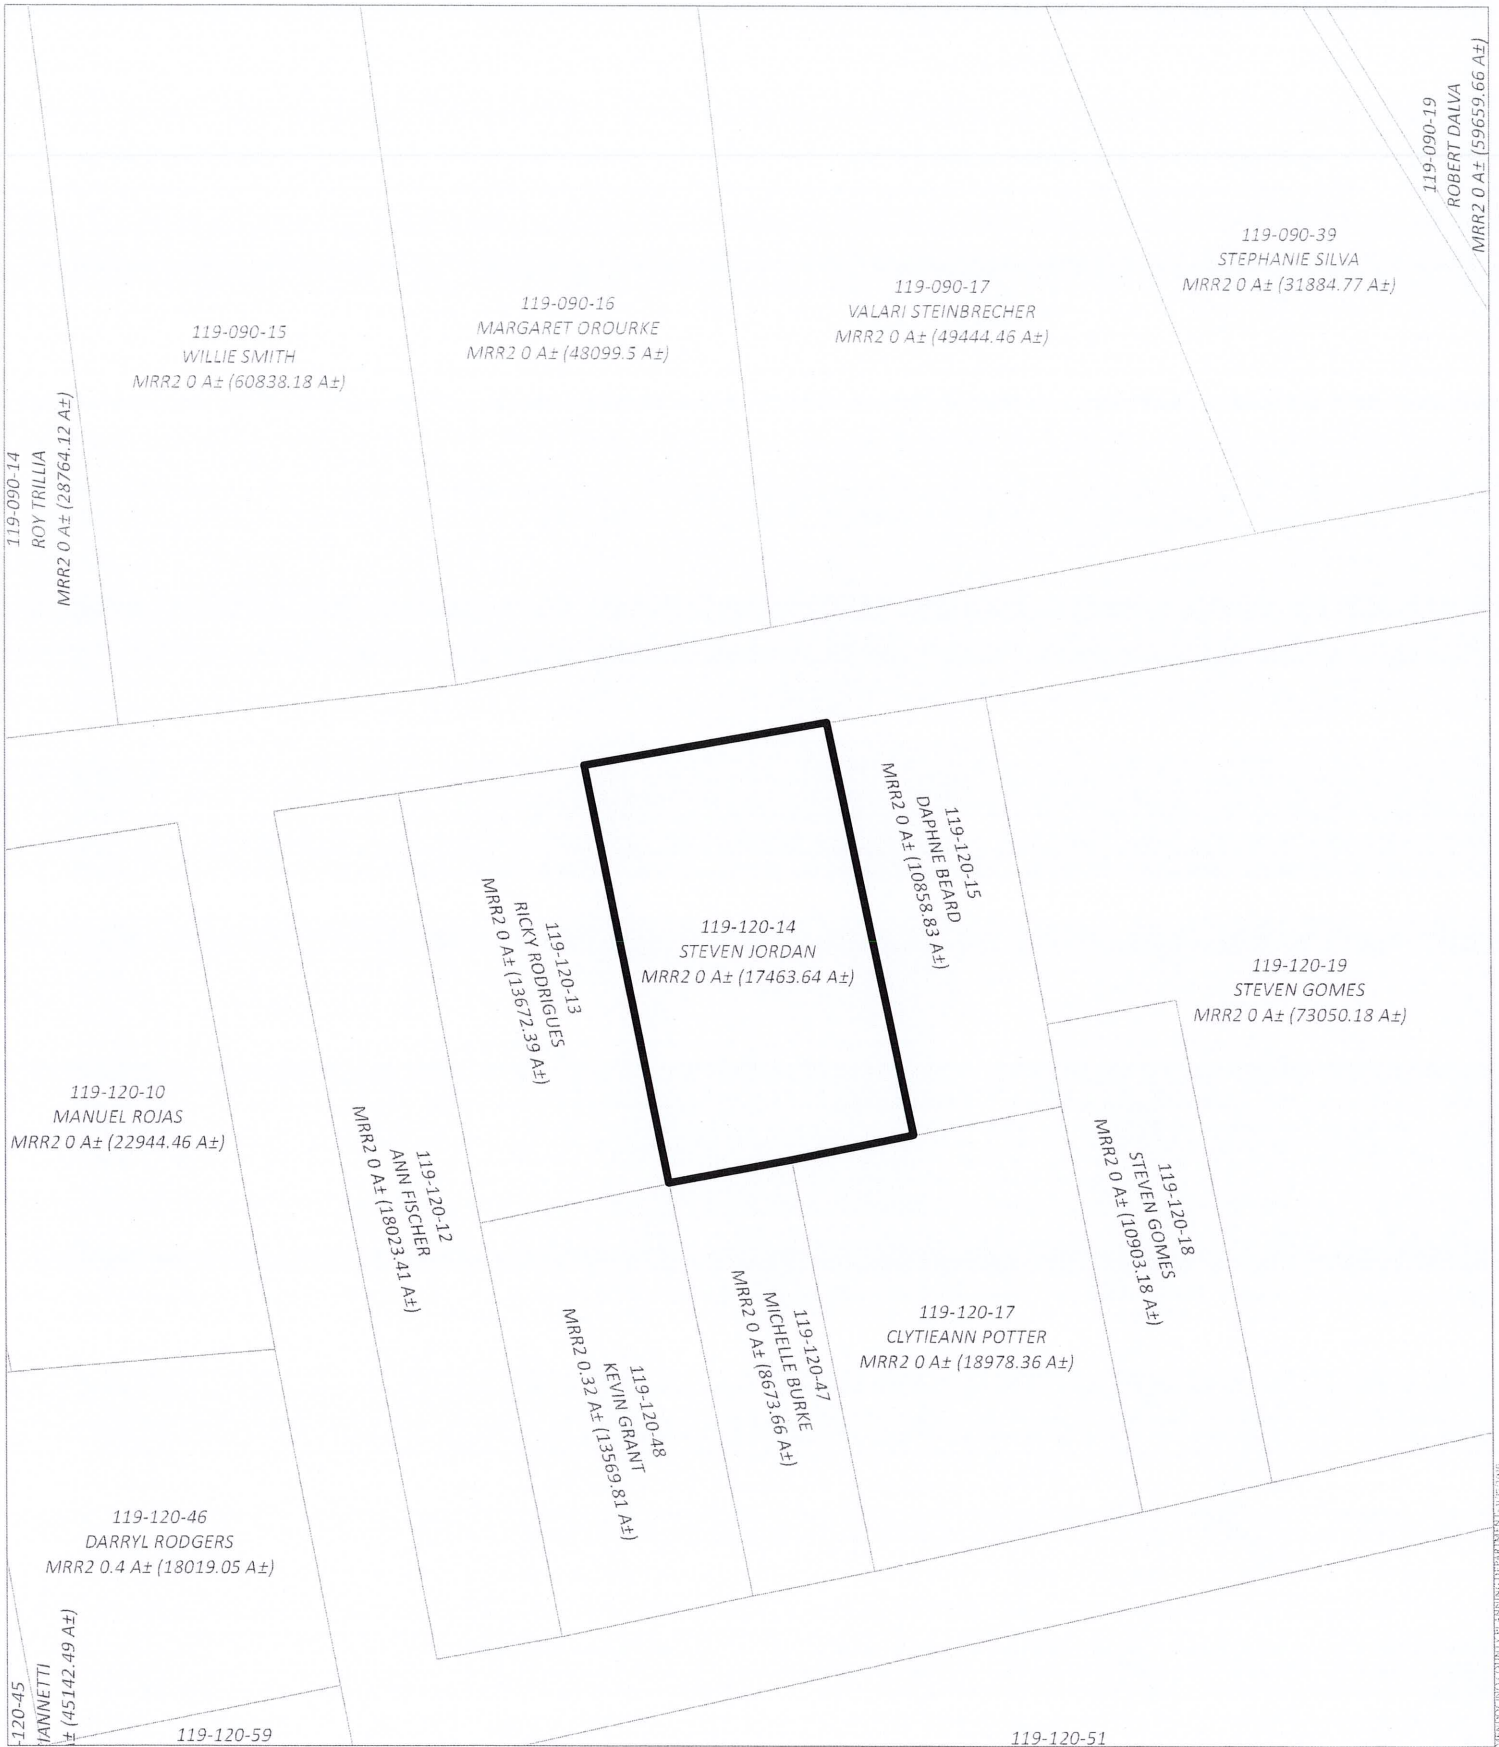 119-090-19
ROBERT DALVA
MRR2 0 A± (59659.66 A±)
119-090-39
STEPHANIE SILVA
MRR2 0 A± (31884.77 A±)
119-090-17
VALARI STEINBRECHER
MRR2 0 A± (49444.46 A±)
119-090-16
MARGARET OROURKE
MRR2 0 A± (48099.5 A±)
119-090-15
WILLIE SMITH
MRR2 0 A± (60838.18 A±)
119-090-14
ROY TRILLIA
MRR2 0 A± (28764.12 A±)
119-120-15
DAPHNE BEARD
MRR2 0 A± (10858.83 A±)
119-120-13
RICKY RODRIGUES
MRR2 0 A± (13672.39 A±)
119-120-14
STEVEN JORDAN
MRR2 0 A± (17463.64 A±)
119-120-19
STEVEN GOMES
MRR2 0 A± (73050.18 A±)
119-120-10
MANUEL ROJAS
MRR2 0 A± (22944.46 A±)
119-120-12
ANN FISCHER
MRR2 0 A± (18023.41 A±)
119-120-18
STEVEN GOMES
MRR2 0 A± (10903.18 A±)
119-120-47
MICHELLE BURKE
MRR2 0 A± (8673.66 A±)
119-120-17
CLYTIEANN POTTER
MRR2 0 A± (18978.36 A±)
119-120-48
KEVIN GRANT
MRR2 0.32 A± (13569.81 A±)
119-120-46
DARRYL RODGERS
MRR2 0.4 A± (18019.05 A±)
-120-45
IANNETTI
± (45142.49 A±)
119-120-59
119-120-51